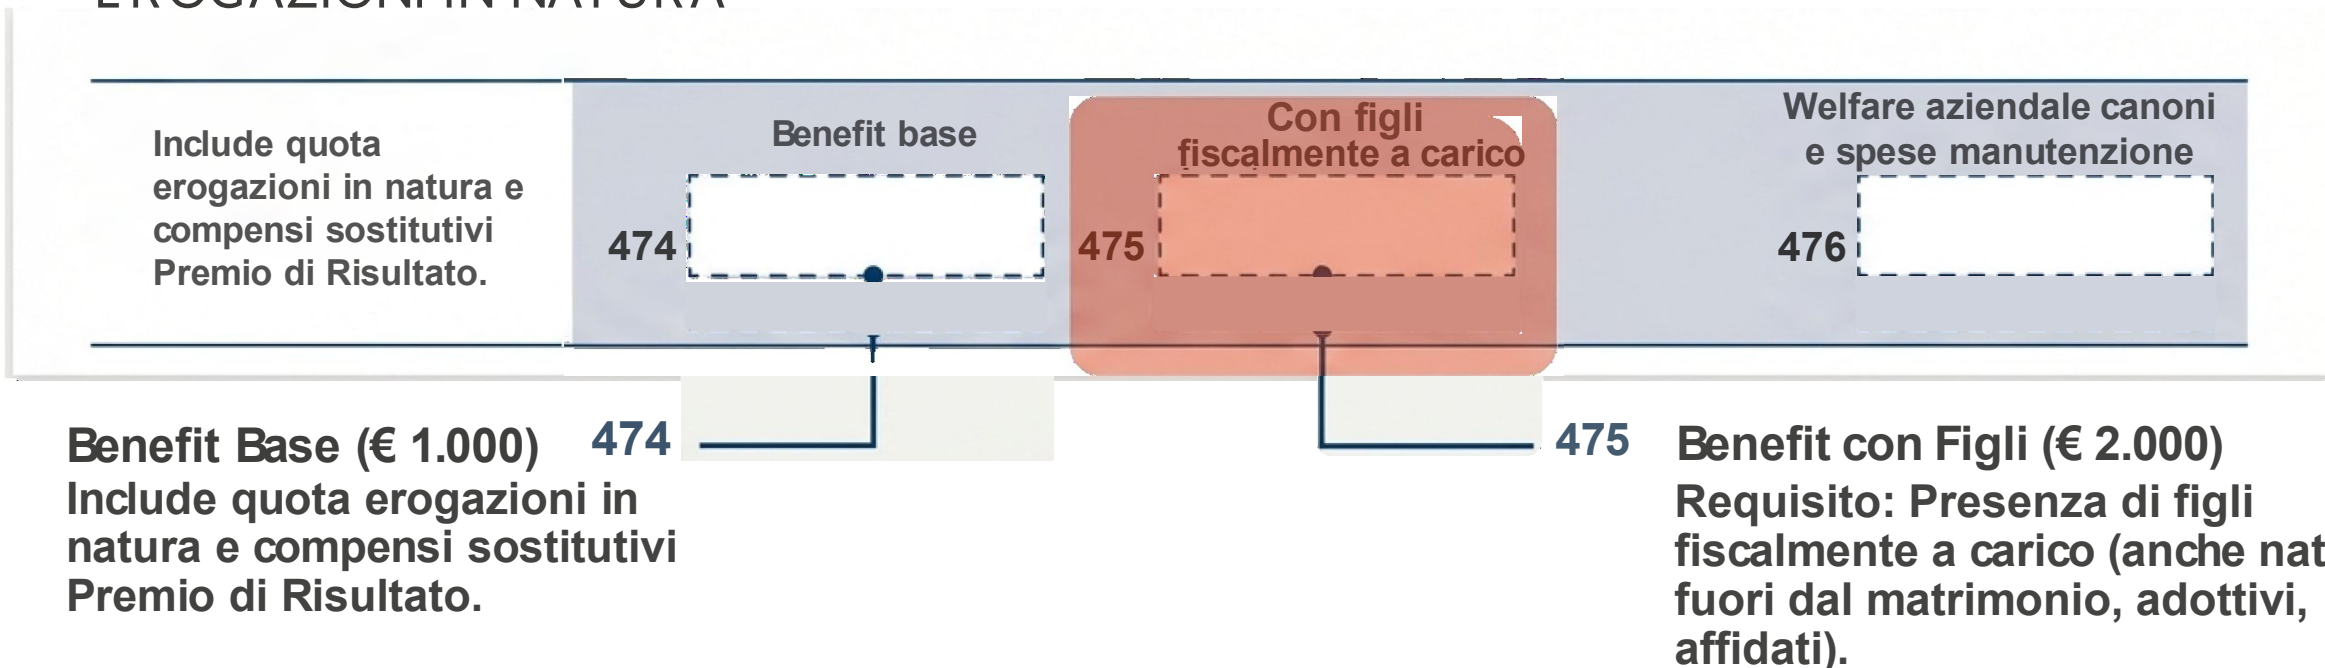 EROGAZIONI IN NATURA
Include quota
erogazioni in natura e
compensi sostitutivi
Premio di Risultato.
Benefit base
474
Con figli
fiscalmente a carico
475
Welfare aziendale canoni
e spese manutenzione
476
Benefit Base (€ 1.000)
Include quota erogazioni in
natura e compensi sostitutivi
Premio di Risultato.
474
475
Benefit con Figli (€ 2.000)
Requisito: Presenza di figli
fiscalmente a carico (anche nat
fuori dal matrimonio, adottivi,
affidati).